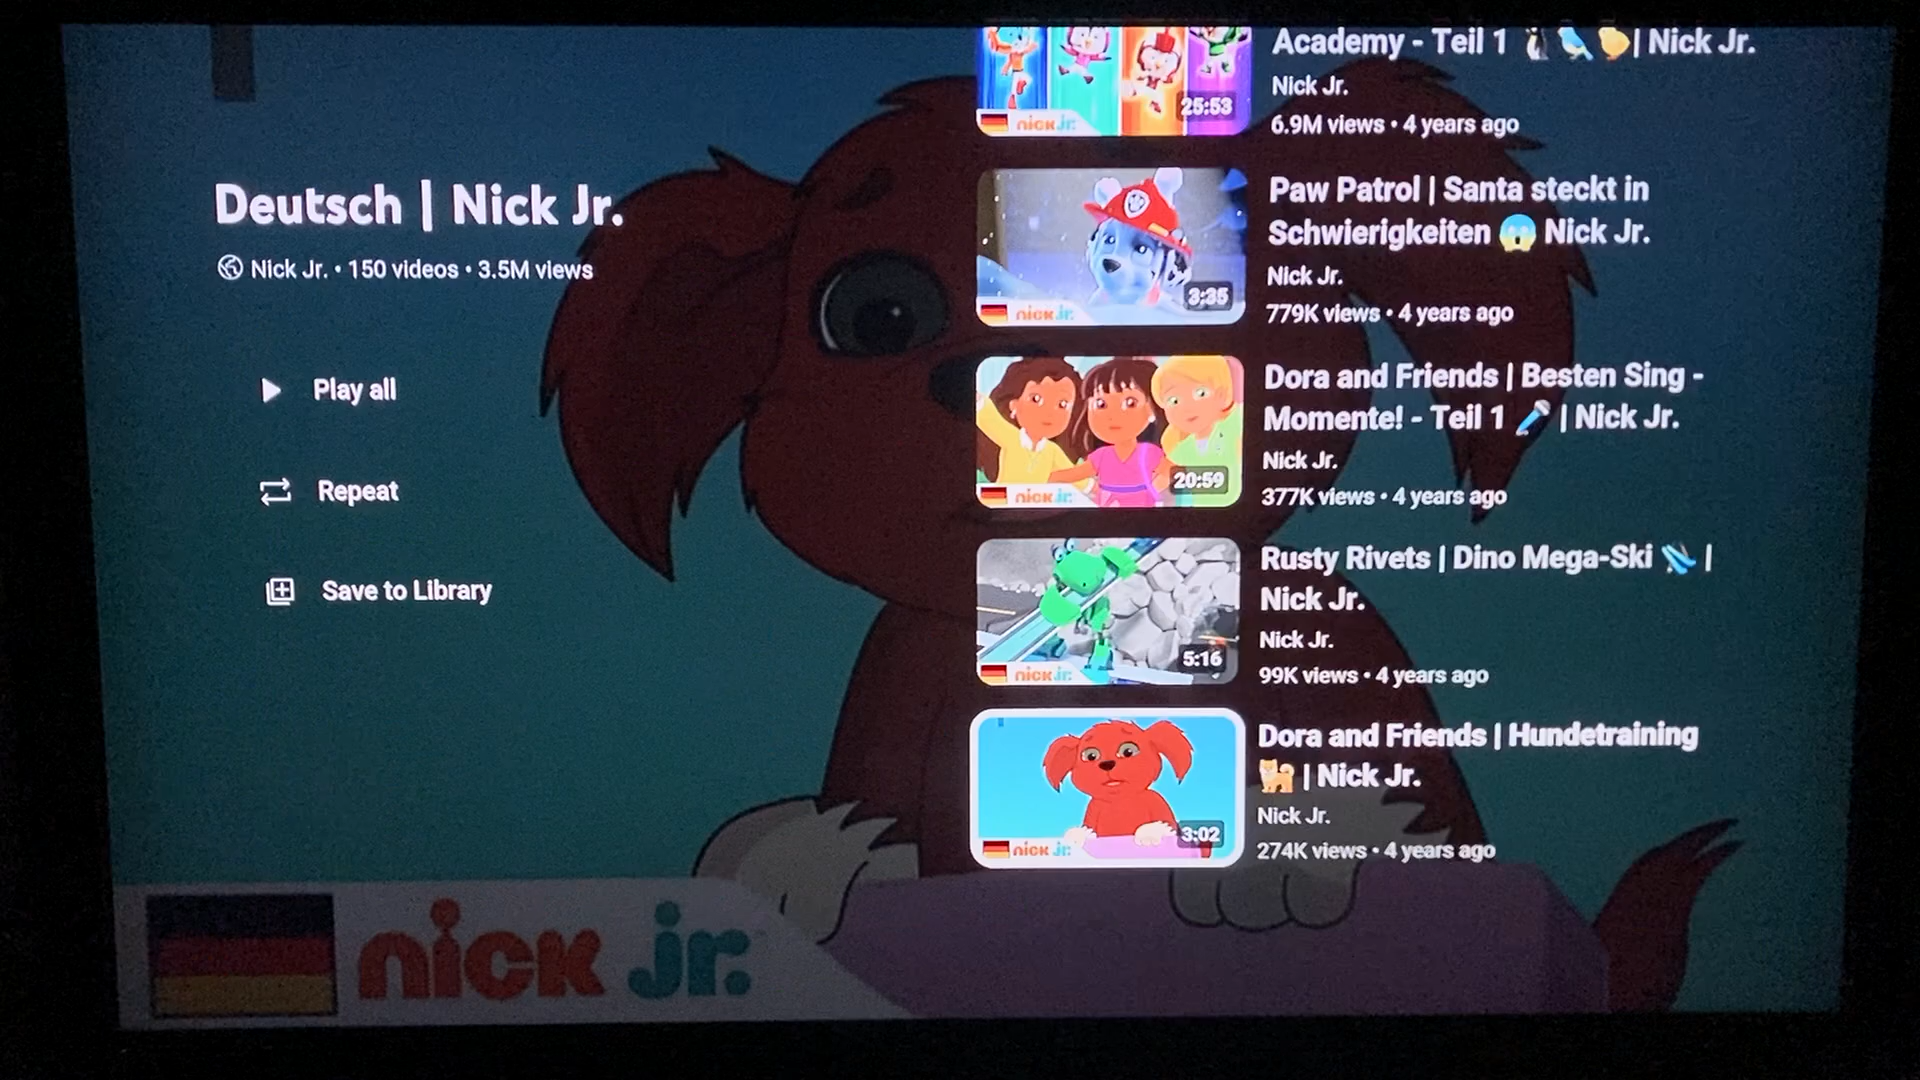 Deutsch | Nick Jr.
Nick Jr. • 150 videos • 3.5M views
Play all
Repeat
Save to Library
Academy - Teil 1 🐧🐦🐤| Nick Jr.
Nick Jr.
6.9M views • 4 years ago
25:53
nick jr.
Paw Patrol | Santa steckt in
Schwierigkeiten 😱 Nick Jr.
Nick Jr.
779K views • 4 years ago
3:35
nick jr.
Dora and Friends | Besten Sing -
Momente! - Teil 1 🎤 | Nick Jr.
Nick Jr.
377K views • 4 years ago
20:59
nick jr.
Rusty Rivets | Dino Mega-Ski 🎿 |
Nick Jr.
Nick Jr.
99K views • 4 years ago
5:16
nick jr.
Dora and Friends | Hundetraining
🐕 | Nick Jr.
Nick Jr.
274K views • 4 years ago
3:02
nick jr.
nick jr.